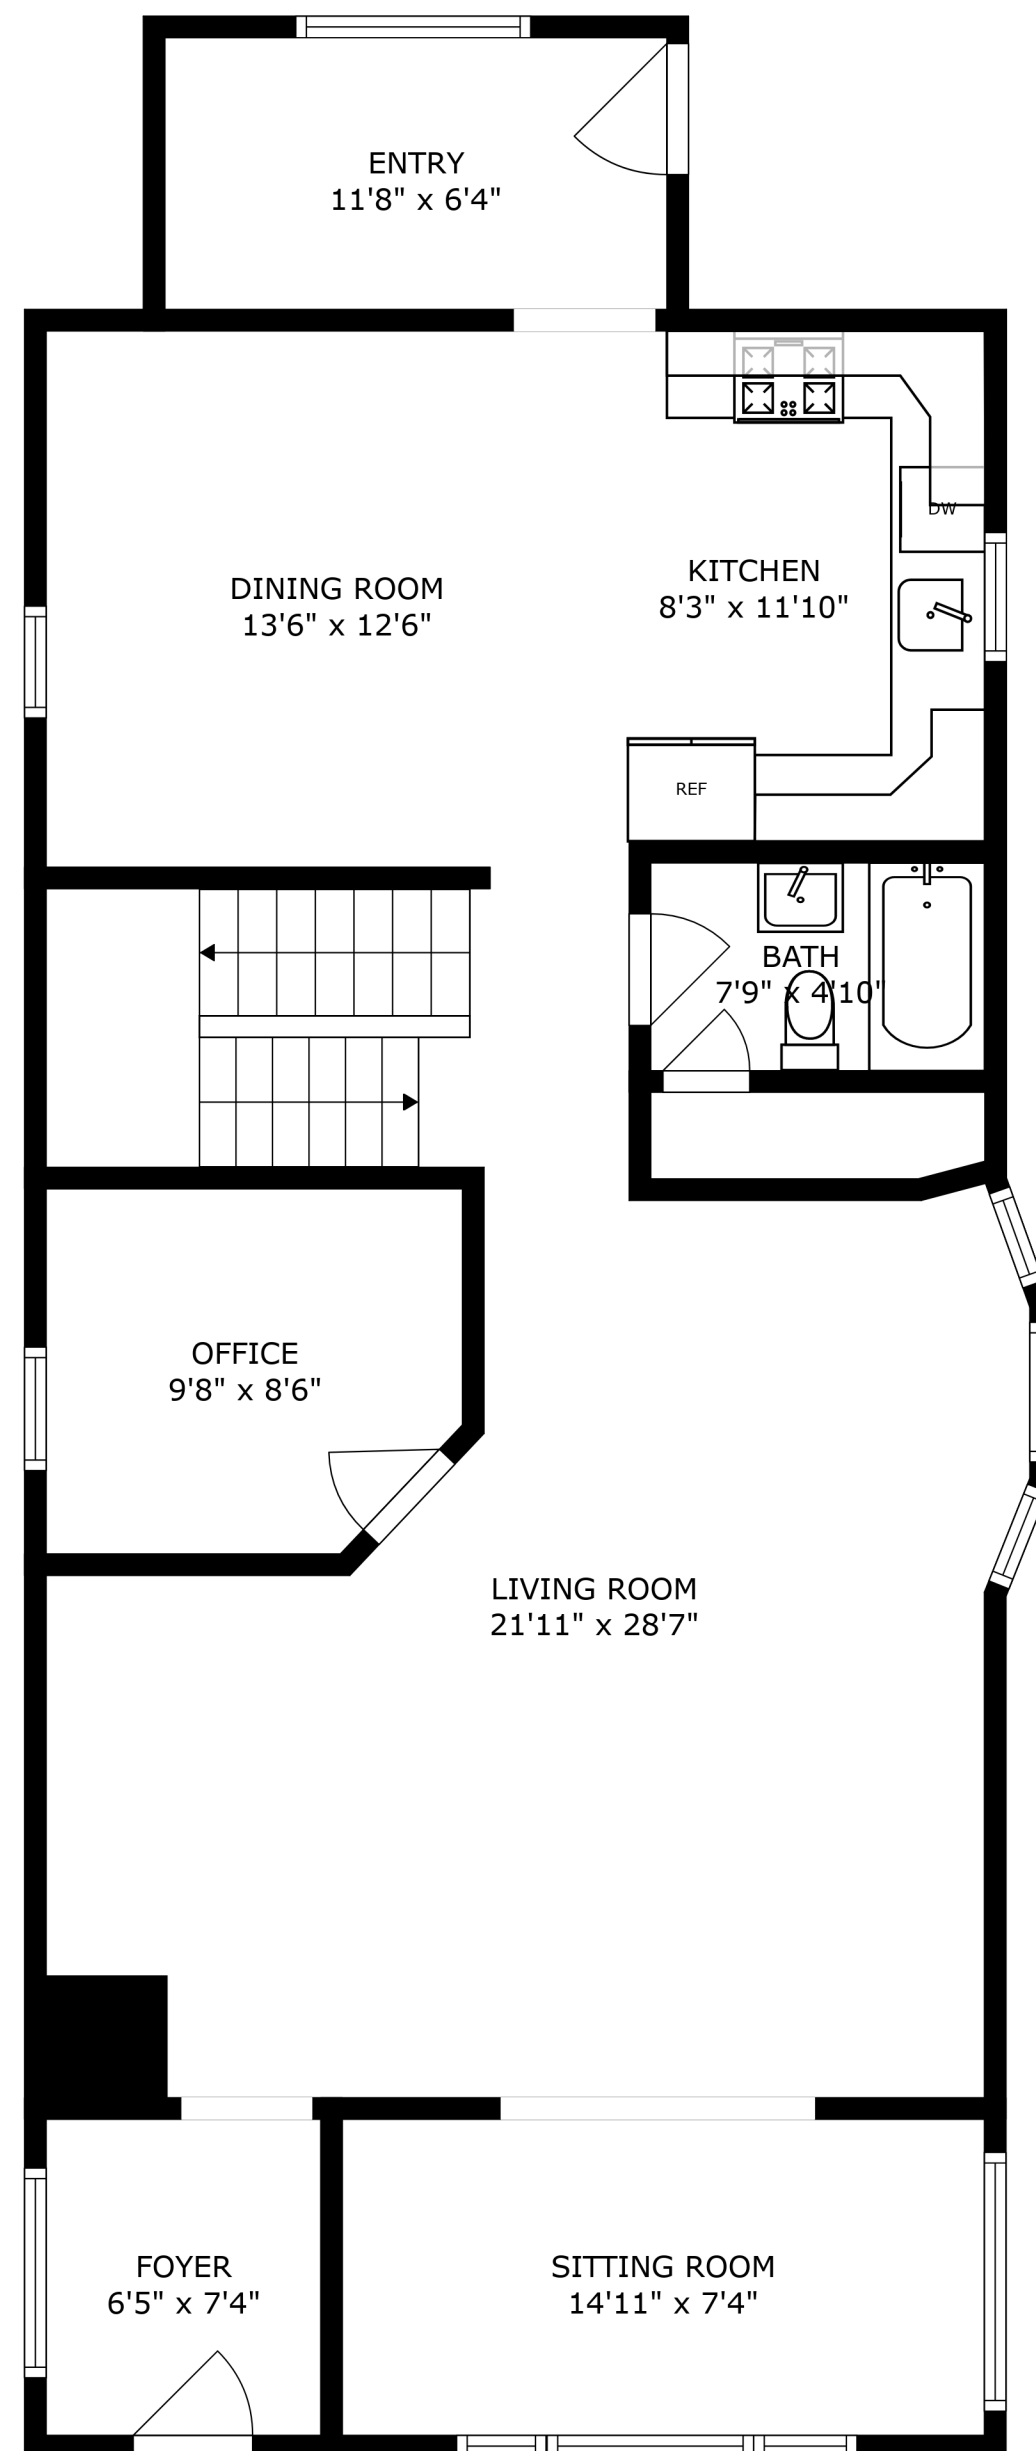 ENTRY
11'8" x 6'4"
DINING ROOM
13'6" x 12'6"
KITCHEN
8'3" x 11'10"
DW
REF
BATH
7'9" x 4'10"
OFFICE
9'8" x 8'6"
LIVING ROOM
21'11" x 28'7"
FOYER
6'5" x 7'4"
SITTING ROOM
14'11" x 7'4"